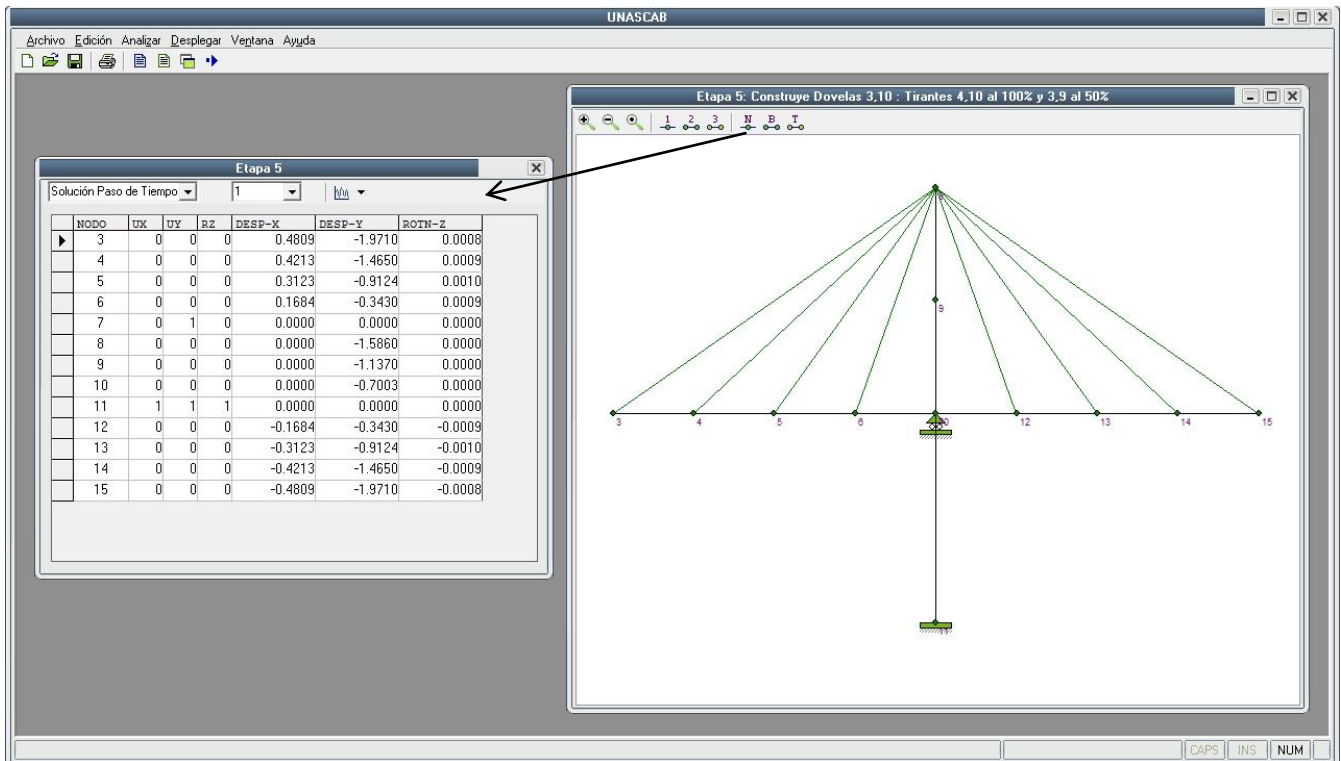 UNASCAB
Archivo Edición Analizar Desplegar Ventana Ayuda
Etapa 5: Construye Dovelas 3,10 : Tirantes 4,10 al 100% y 3,9 al 50%
1 2 3 N B T
Etapa 5
Solución Paso de Tiempo 1
NODO UX UY RZ DESP-X DESP-Y ROTN-Z
3 0 0 0 0.4809 -1.9710 0.0008
4 0 0 0 0.4213 -1.4650 0.0009
5 0 0 0 0.3123 -0.9124 0.0010
6 0 0 0 0.1684 -0.3430 0.0009
7 0 1 0 0.0000 0.0000 0.0000
8 0 0 0 0.0000 -1.5860 0.0000
9 0 0 0 0.0000 -1.1370 0.0000
10 0 0 0 0.0000 -0.7003 0.0000
11 1 1 1 0.0000 0.0000 0.0000
12 0 0 0 -0.1684 -0.3430 -0.0009
13 0 0 0 -0.3123 -0.9124 -0.0010
14 0 0 0 -0.4213 -1.4650 -0.0009
15 0 0 0 -0.4809 -1.9710 -0.0008
9
3 4 5 6 12 13 14 15
11
CAPS INS NUM